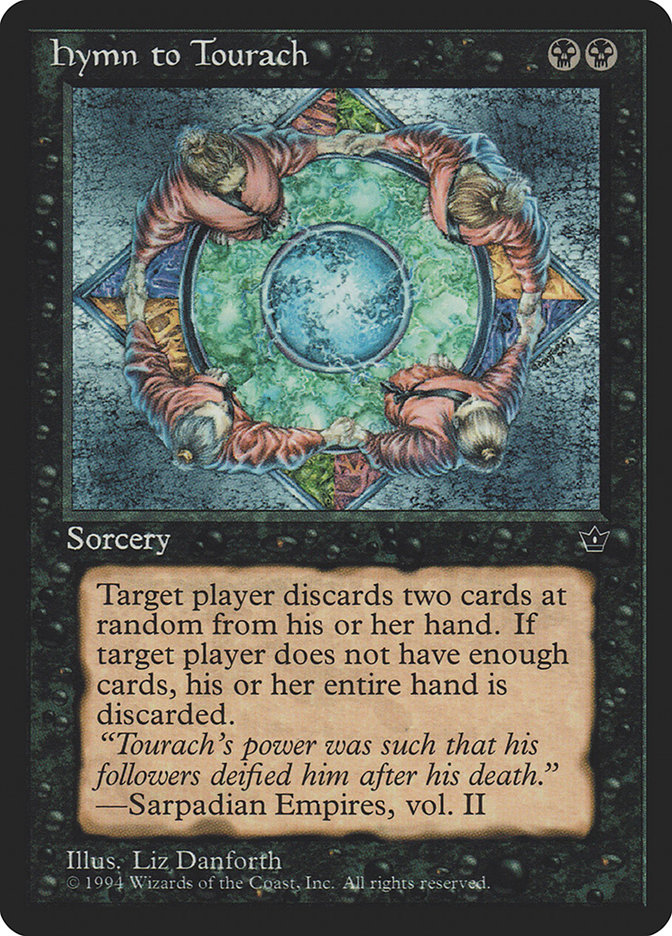 Hymn to Tourach
Sorcery
Target player discards two cards at
random from his or her hand. If
target player does not have enough
cards, his or her entire hand is
discarded.
“Tourach’s power was such that his
followers deified him after his death.”
—Sarpadian Empires, vol. II
Illus. Liz Danforth
© 1994 Wizards of the Coast, Inc. All rights reserved.